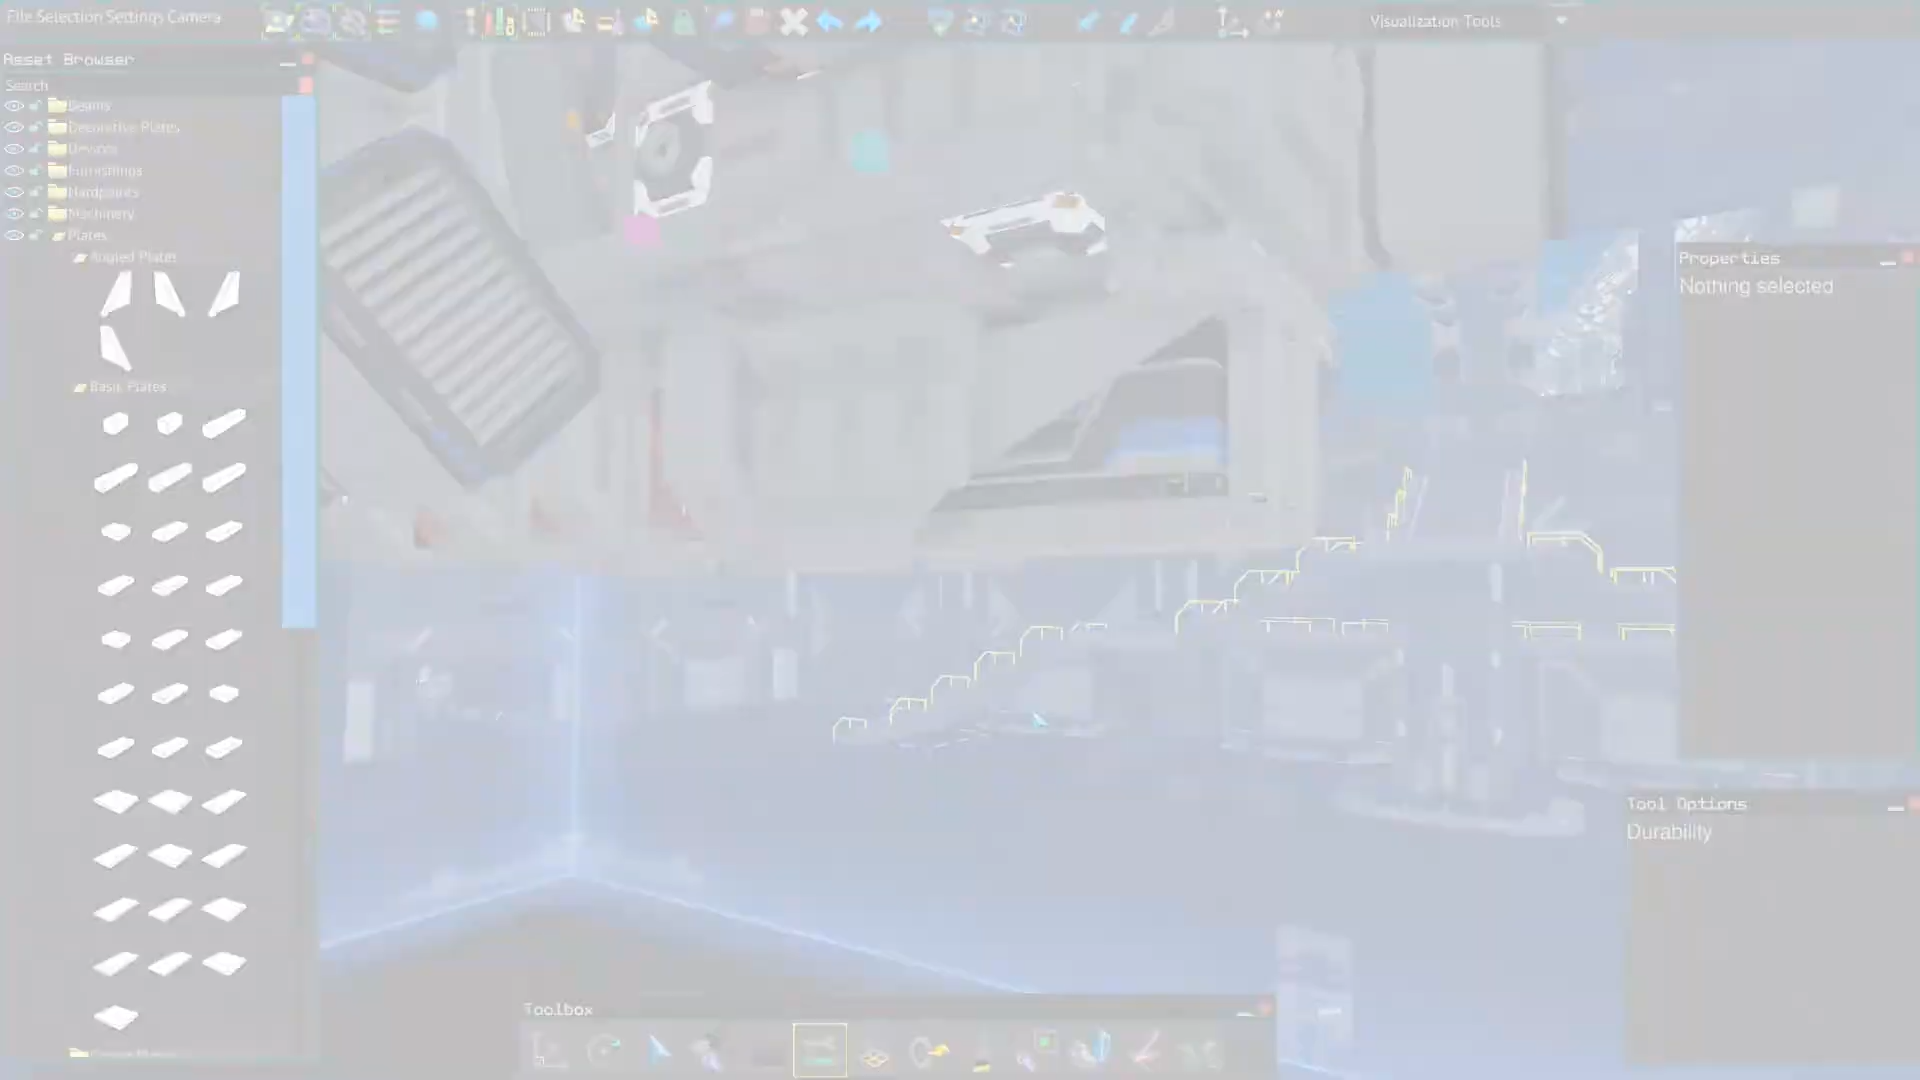 File Selection Settings Camera
Visualization Tools
Asset Browser
Search
Beams
Decorative Plates
Devices
Furnishings
Hardpoints
Machinery
Plates
Angled Plates
Basic Plates
Properties
Nothing selected
Tool Options
Durability
Toolbox